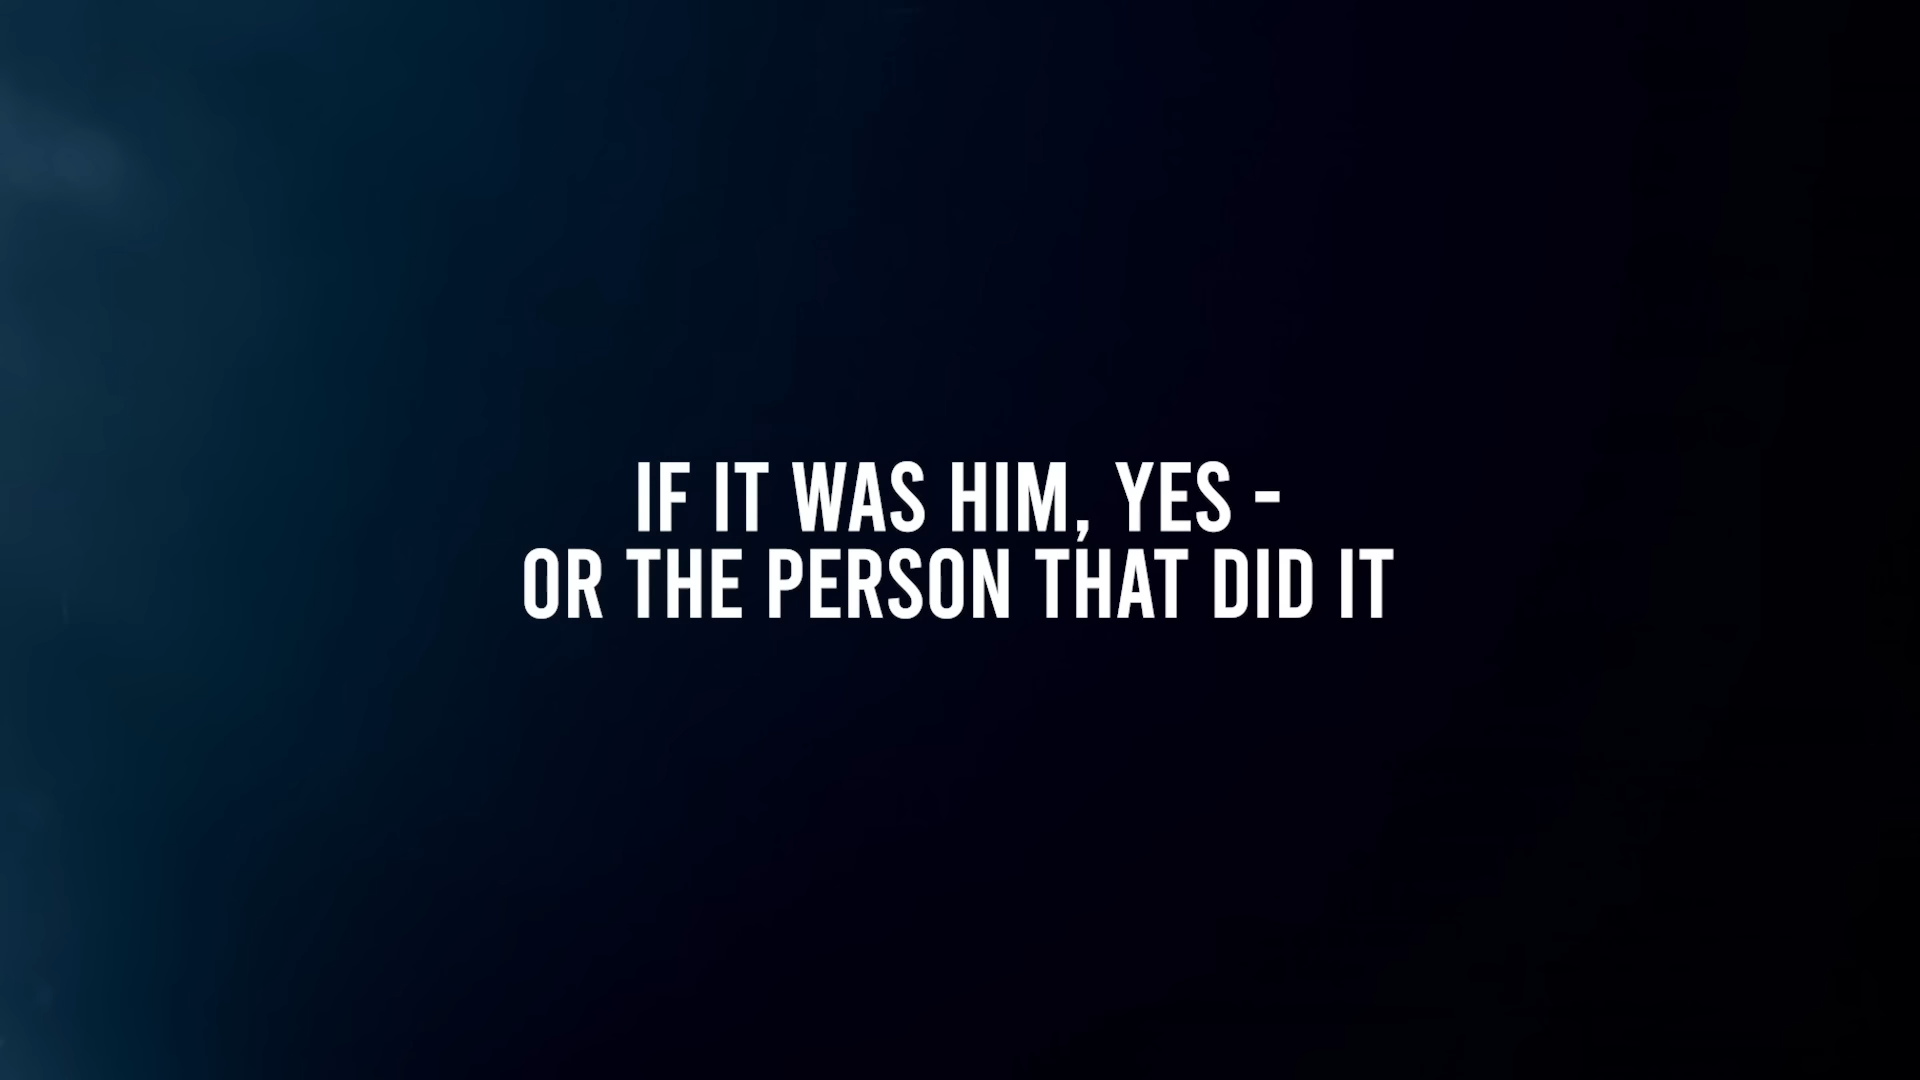 IF IT WAS HIM, YES -
OR THE PERSON THAT DID IT